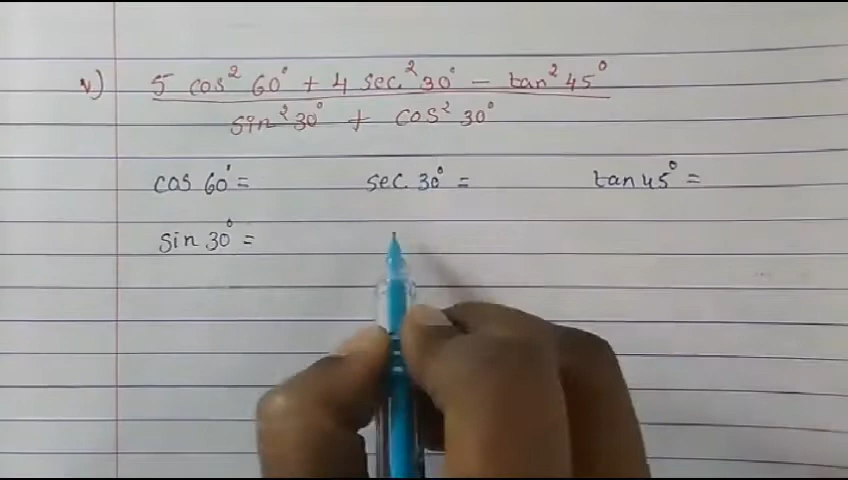 v) 5 cos² 60° + 4 sec² 30° − tan² 45°
sin² 30° + cos² 30°
cos 60° = sec 30° = tan 45° =
sin 30° =